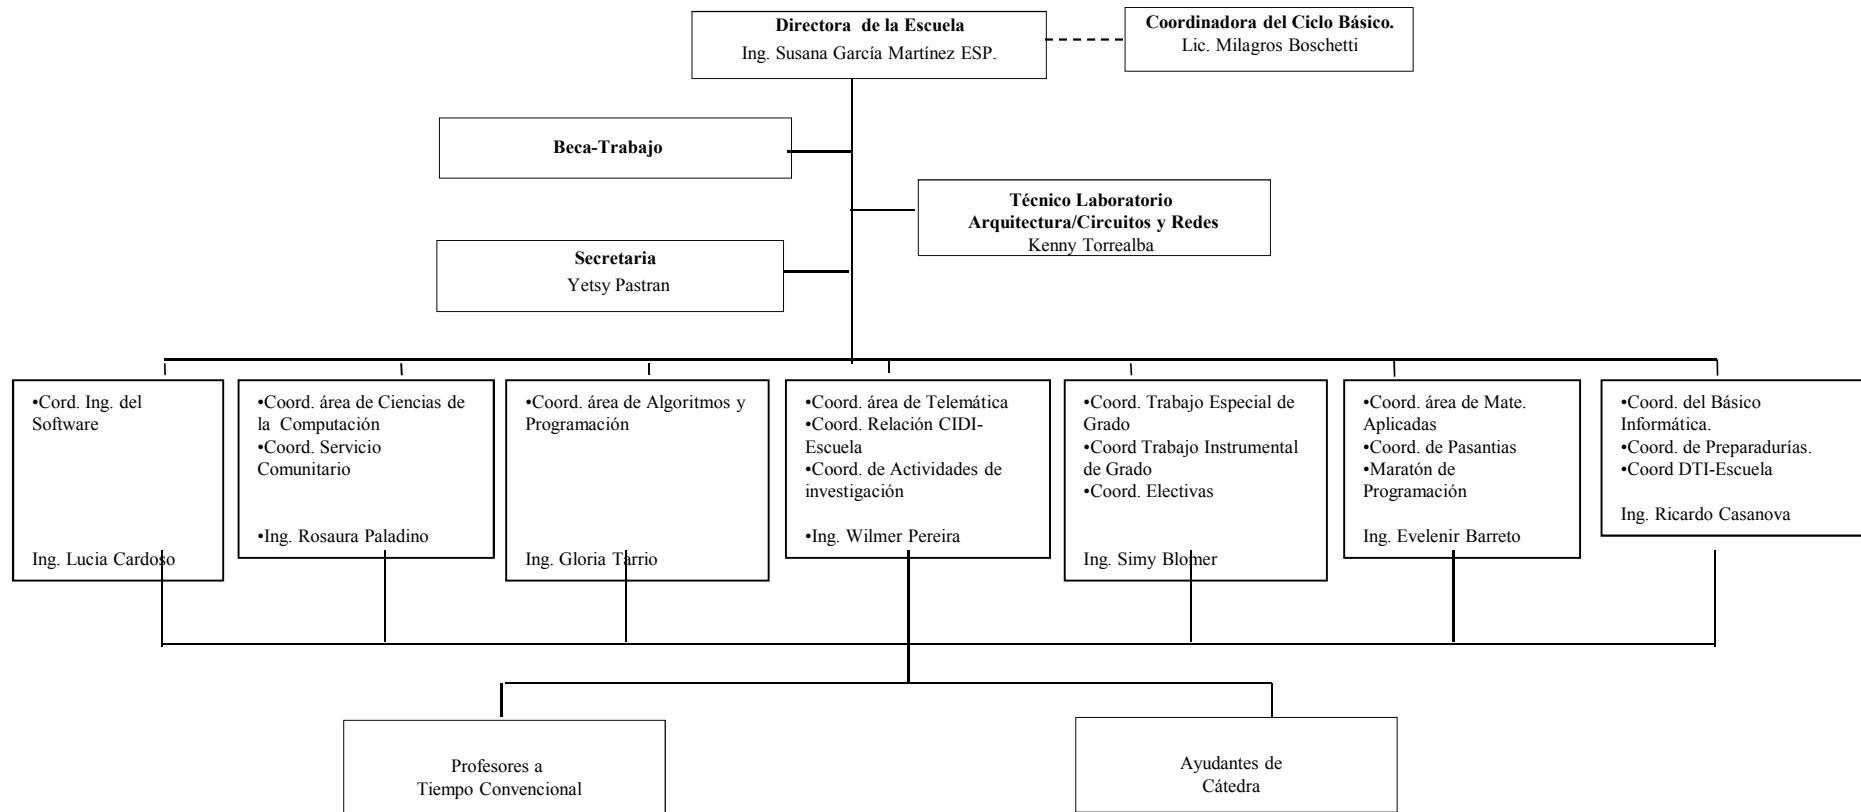 Directora de la Escuela
Ing. Susana García Martínez ESP.
Coordinadora del Ciclo Básico.
Lic. Milagros Boschetti
Beca-Trabajo
Técnico Laboratorio
Arquitectura/Circuitos y Redes
Kenny Torrealba
Secretaria
Yetsy Pastran
•Cord. Ing. del
Software
Ing. Lucia Cardoso
•Coord. área de Ciencias de
la Computación
•Coord. Servicio
Comunitario
•Ing. Rosaura Paladino
•Coord. área de Algoritmos y
Programación
Ing. Gloria Tarrio
•Coord. área de Telemática
•Coord. Relación CIDI-
Escuela
•Coord. de Actividades de
investigación
•Ing. Wilmer Pereira
•Coord. Trabajo Especial de
Grado
•Coord Trabajo Instrumental
de Grado
•Coord. Electivas
Ing. Simy Blomer
•Coord. área de Mate.
Aplicadas
•Coord. de Pasantias
•Maratón de
Programación
Ing. Evelenir Barreto
•Coord. del Básico
Informática.
•Coord. de Preparadurías.
•Coord DTI-Escuela
Ing. Ricardo Casanova
Profesores a
Tiempo Convencional
Ayudantes de
Cátedra